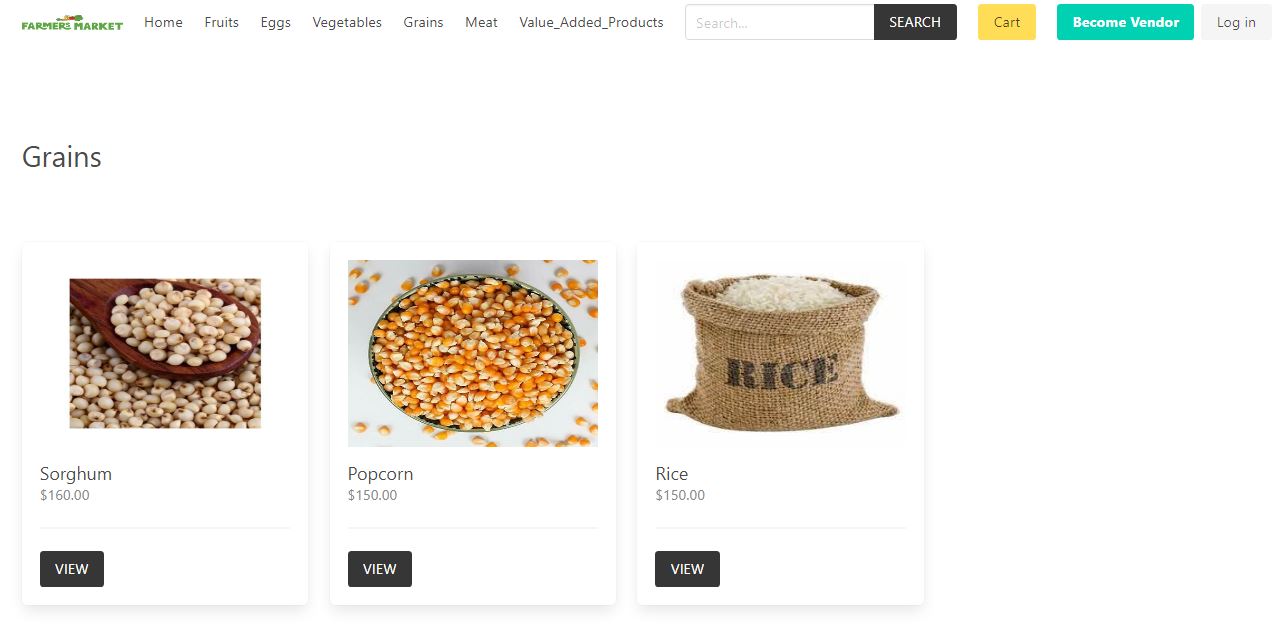 FARMERS MARKET Home Fruits Eggs Vegetables Grains Meat Value_Added_Products Search... SEARCH Cart Become Vendor Log in
Grains
RICE
Sorghum Popcorn Rice
$160.00 $150.00 $150.00
VIEW VIEW VIEW